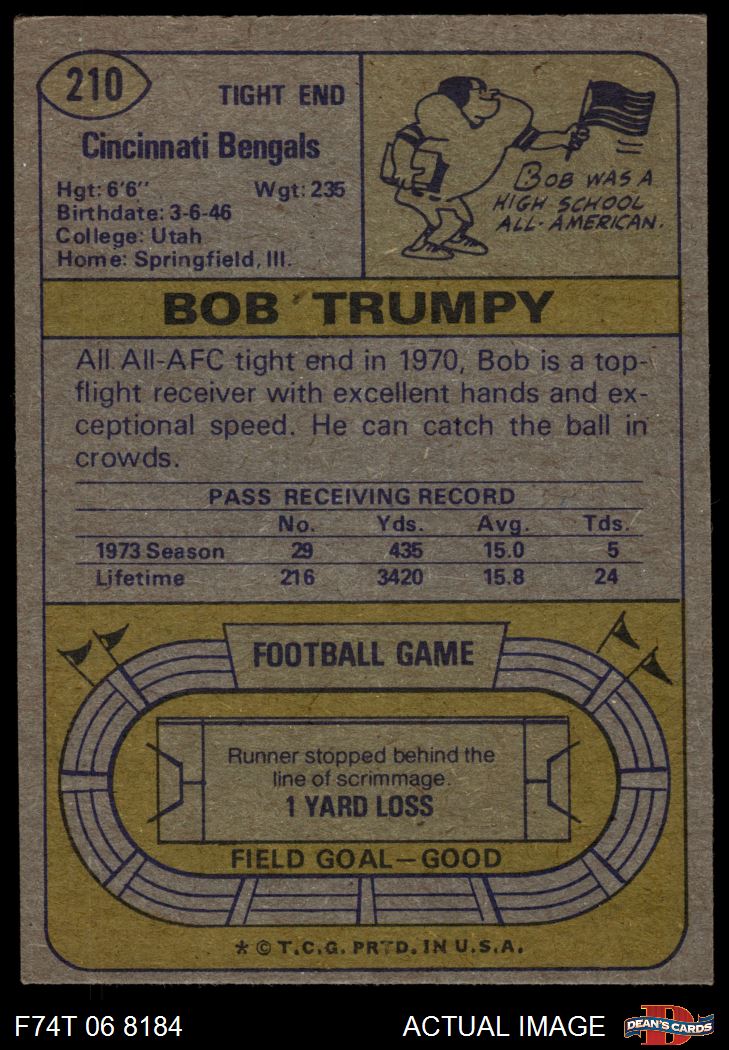 210
TIGHT END
Cincinnati Bengals
Hgt: 6'6" Wgt: 235
Birthdate: 3-6-46
College: Utah
Home: Springfield, Ill.
BOB WAS A
HIGH SCHOOL
ALL-AMERICAN.
BOB TRUMPY
All All-AFC tight end in 1970, Bob is a top-
flight receiver with excellent hands and ex-
ceptional speed. He can catch the ball in
crowds.
PASS RECEIVING RECORD
No. Yds. Avg. Tds.
1973 Season 29 435 15.0 5
Lifetime 216 3420 15.8 24
FOOTBALL GAME
Runner stopped behind the
line of scrimmage.
1 YARD LOSS
FIELD GOAL—GOOD
* © T.C.G. PRTD. IN U.S.A.
F74T 06 8184 ACTUAL IMAGE D DEAN'S CARDS